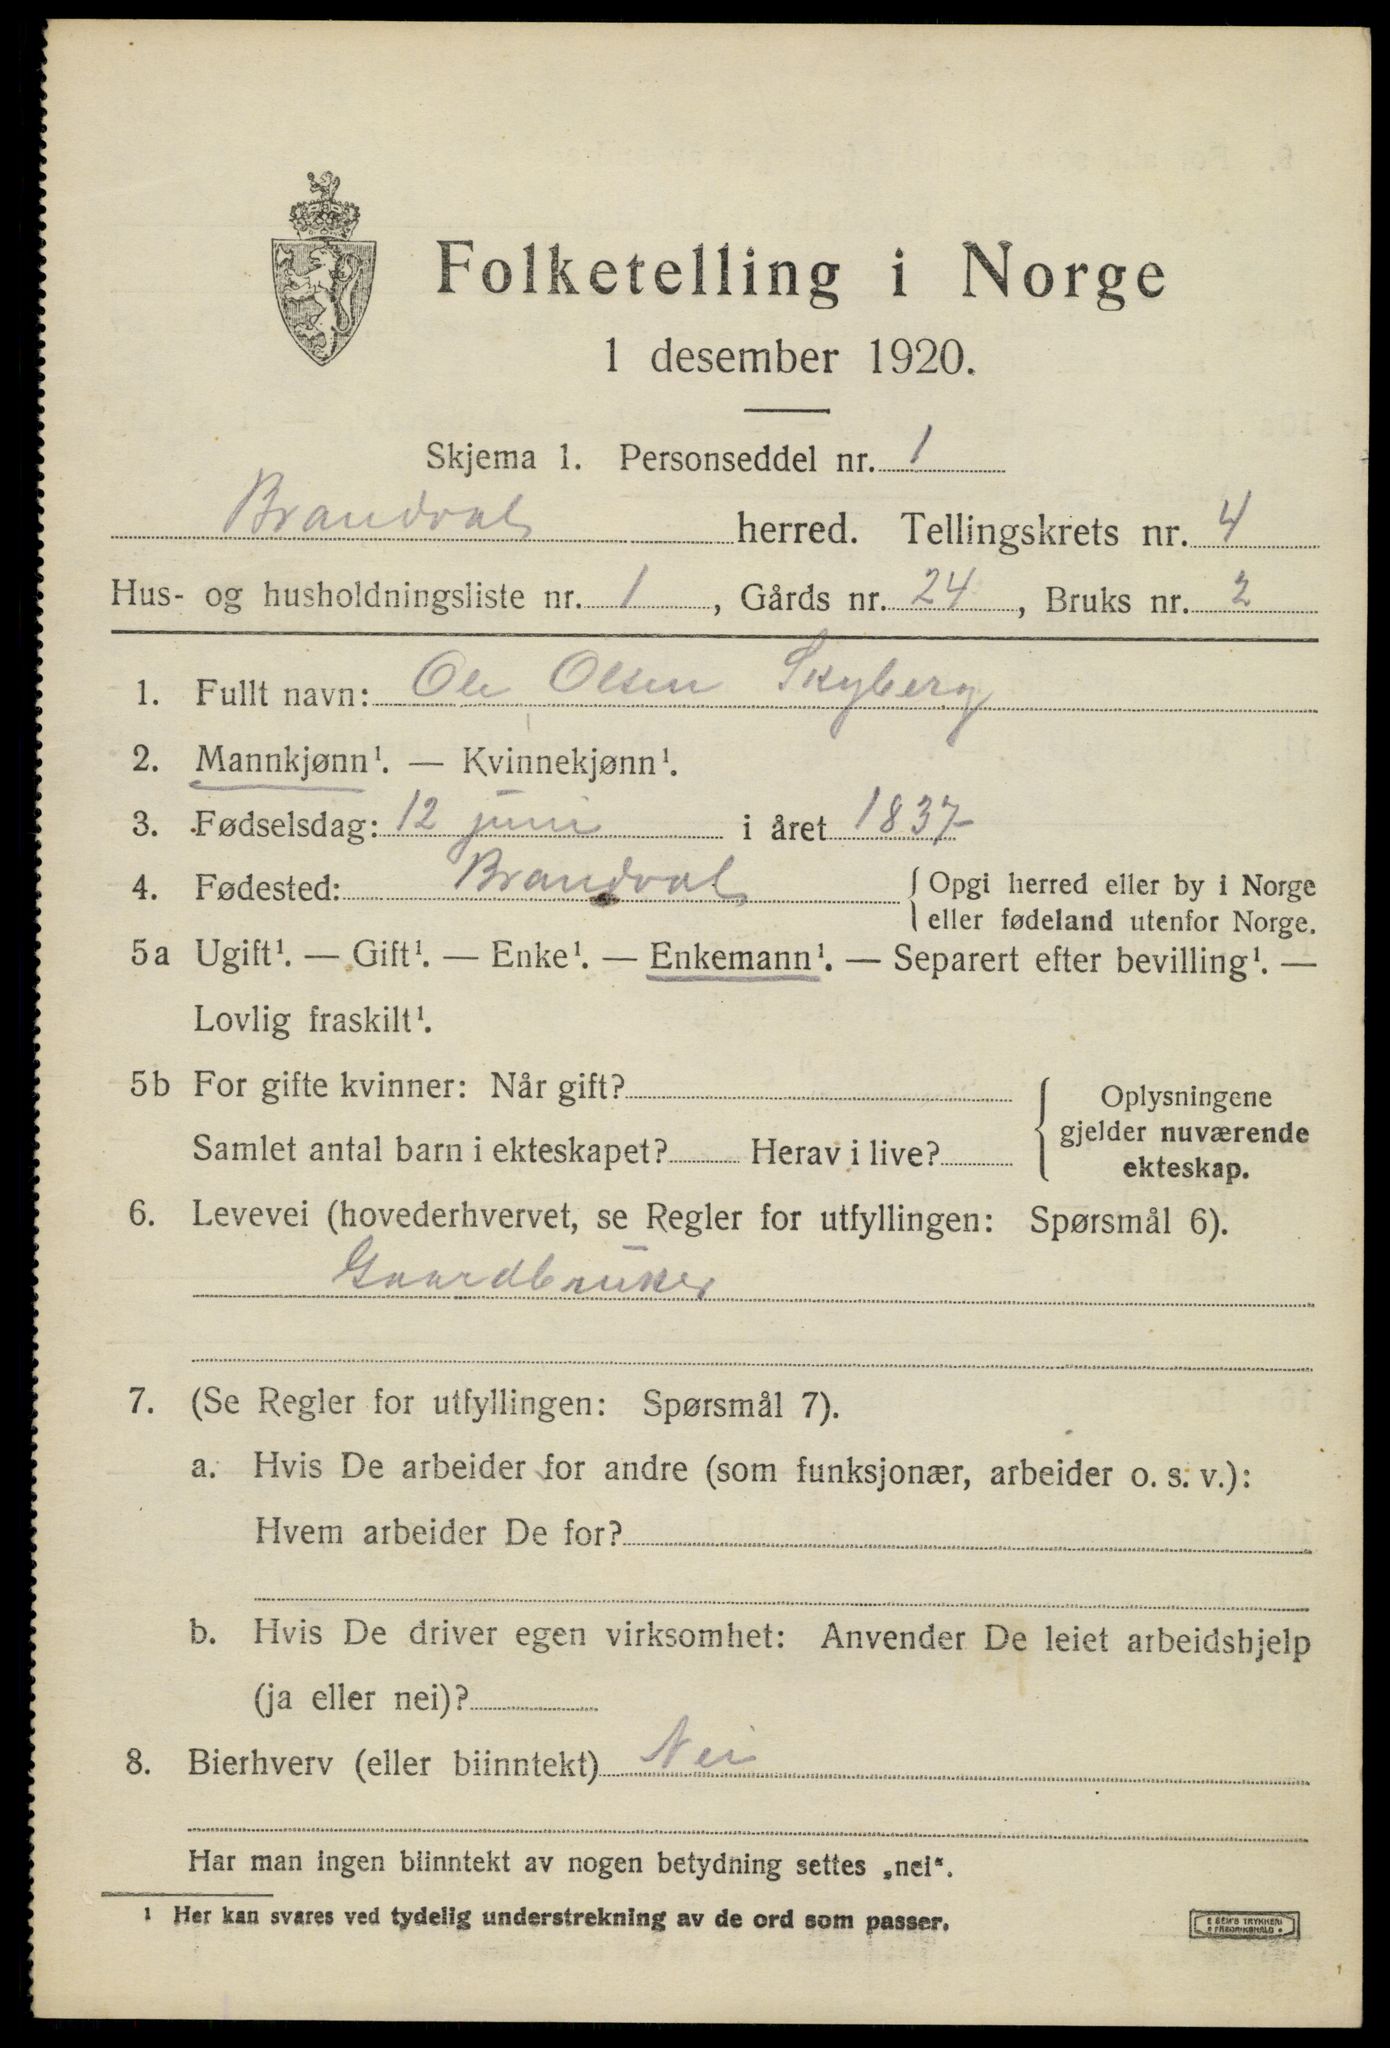 Folketelling i Norge
1 desember 1920.
Skjema 1. Personseddel nr. 1
Brandval herred. Tellingskrets nr. 4
Hus- og husholdningsliste nr. 1, Gårds nr. 24, Bruks nr. 2
1. Fullt navn: Ole Olsen Skyberg
2. Mannkjønn¹. — Kvinnekjønn¹.
3. Fødselsdag: 12 juni i året 1837
4. Fødested: Brandval { Opgi herred eller by i Norge
eller fødeland utenfor Norge.
5a Ugift¹. — Gift¹. — Enke¹. — Enkemann¹. — Separert efter bevilling¹. —
Lovlig fraskilt¹.
5b For gifte kvinner: Når gift?
Samlet antal barn i ekteskapet? Herav i live?
{ Oplysningene
gjelder nuværende
ekteskap.
6. Levevei (hovederhvervet, se Regler for utfyllingen: Spørsmål 6).
Gaardbruker
7. (Se Regler for utfyllingen: Spørsmål 7).
a. Hvis De arbeider for andre (som funksjonær, arbeider o. s. v.):
Hvem arbeider De for?
b. Hvis De driver egen virksomhet: Anvender De leiet arbeidshjelp
(ja eller nei)?
8. Bierhverv (eller biinntekt) Nei
Har man ingen biinntekt av nogen betydning settes „nei“.
¹ Her kan svares ved tydelig understrekning av de ord som passer.
E SEM'S TRYKKERI
FREDRIKSHALD